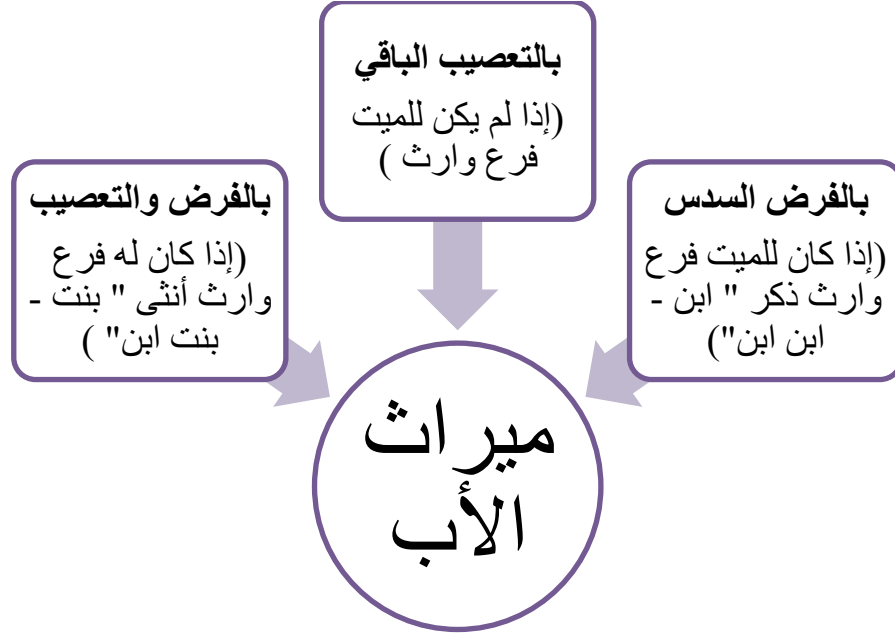 بالتعصيب الباقي
(إذا لم يكن للميت
فرع وارث )
بالفرض السدس
(إذا كان للميت فرع
وارث ذكر " ابن -
ابن ابن")
بالفرض والتعصيب
(إذا كان له فرع
وارث أنثى " بنت -
بنت ابن" )
ميراث
الأب